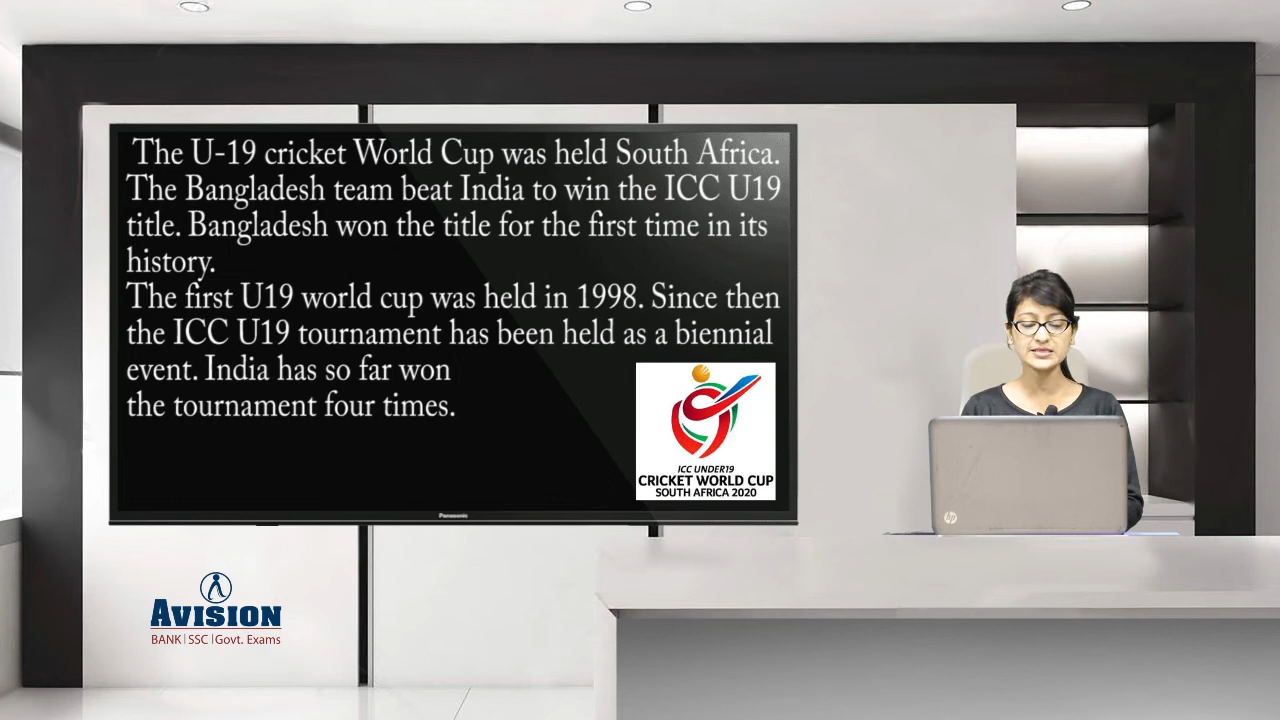 The U-19 cricket World Cup was held South Africa.
The Bangladesh team beat India to win the ICC U19
title. Bangladesh won the title for the first time in its
history.
The first U19 world cup was held in 1998. Since then
the ICC U19 tournament has been held as a biennial
event. India has so far won
the tournament four times.
ICC UNDER19
CRICKET WORLD CUP
SOUTH AFRICA 2020
Panasonic
hp
AVISION
BANK|SSC|Govt. Exams